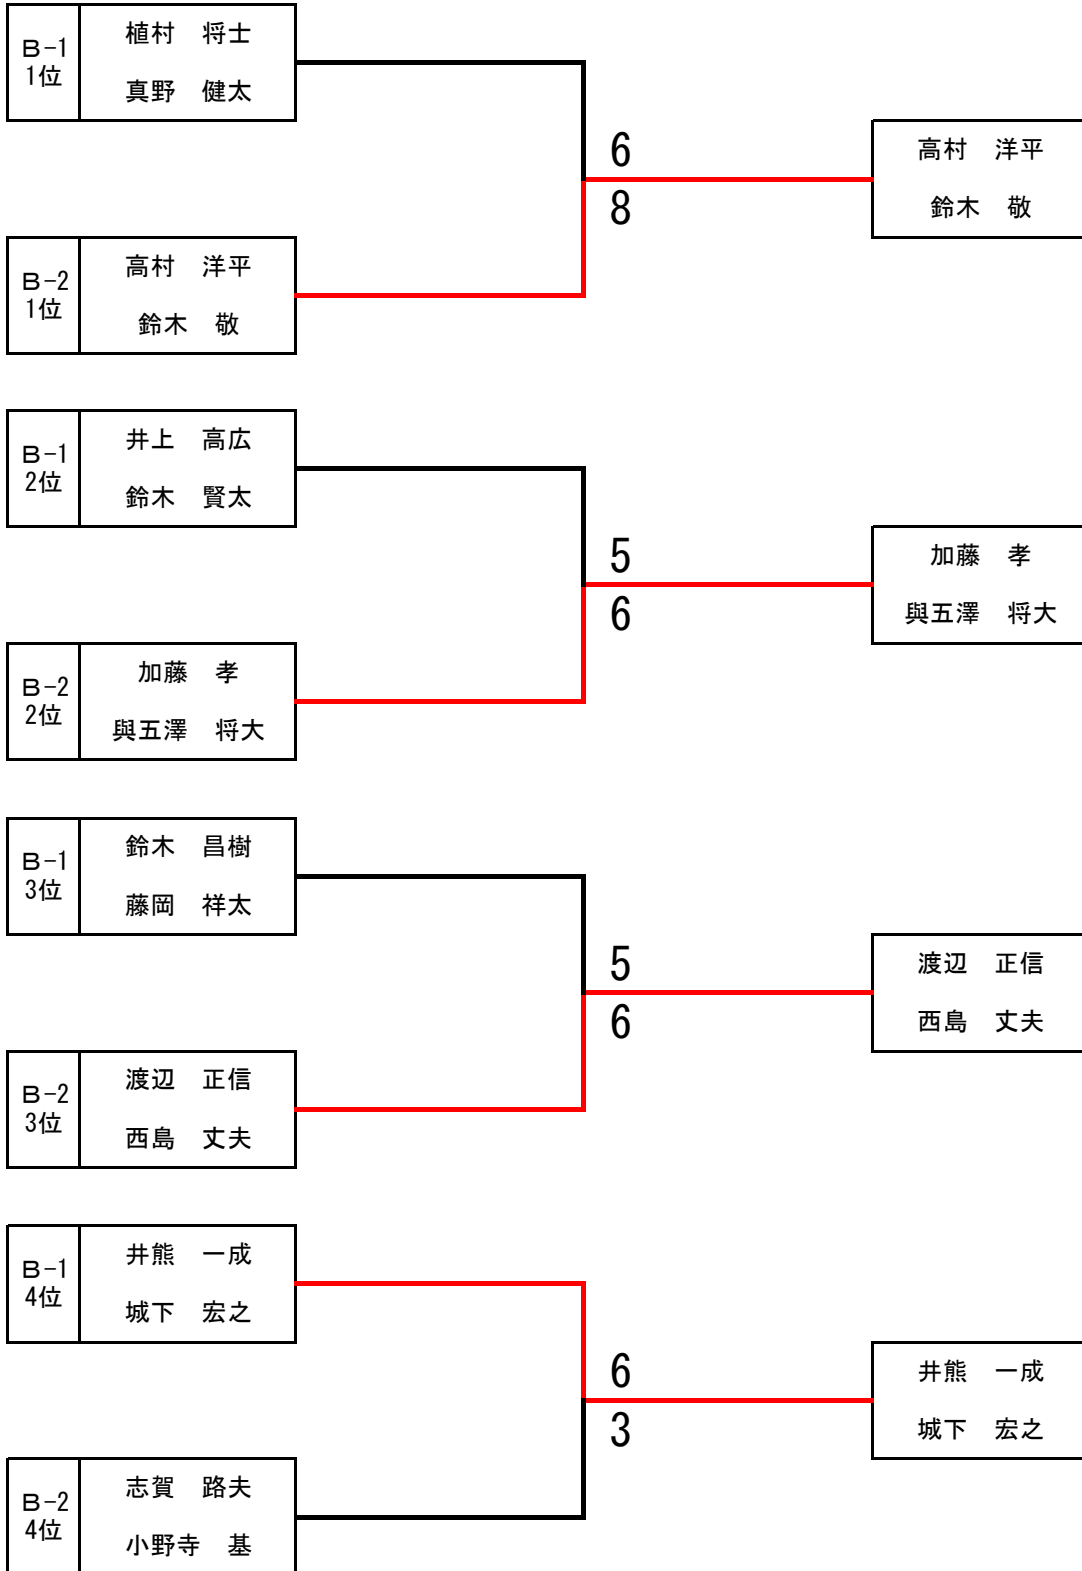 B-1
1位
植村　将士
真野　健太
6
8
高村　洋平
鈴木　敬
B-2
1位
高村　洋平
鈴木　敬
B-1
2位
井上　高広
鈴木　賢太
5
6
加藤　孝
與五澤　将大
B-2
2位
加藤　孝
與五澤　将大
B-1
3位
鈴木　昌樹
藤岡　祥太
5
6
渡辺　正信
西島　丈夫
B-2
3位
渡辺　正信
西島　丈夫
B-1
4位
井熊　一成
城下　宏之
6
3
井熊　一成
城下　宏之
B-2
4位
志賀　路夫
小野寺　基